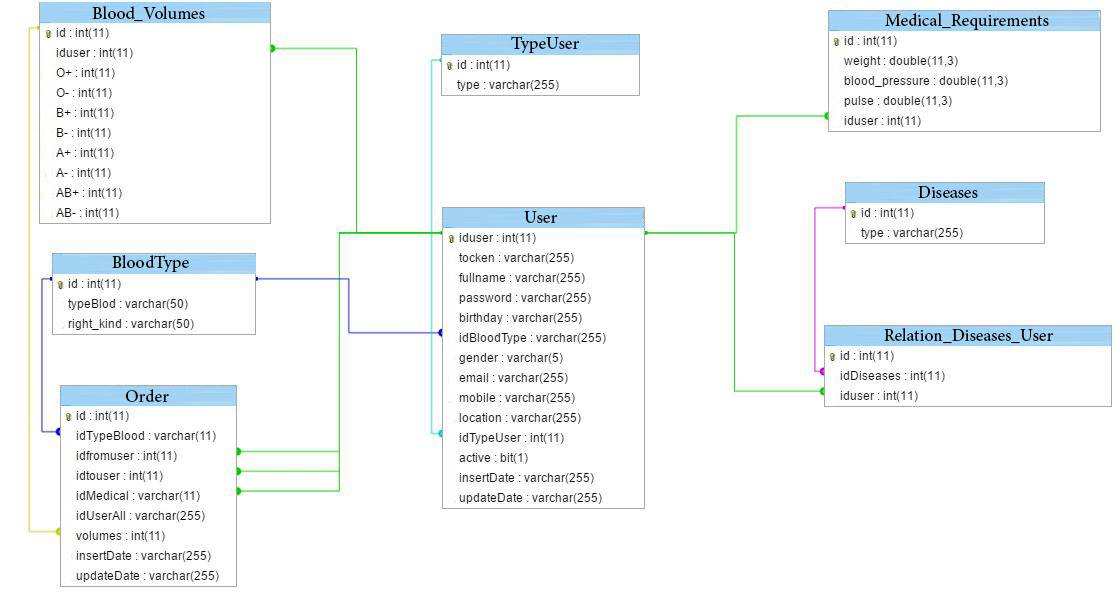 Blood_Volumes
id : int(11)
iduser : int(11)
O+ : int(11)
O- : int(11)
B+ : int(11)
B- : int(11)
A+ : int(11)
A- : int(11)
AB+ : int(11)
AB- : int(11)
TypeUser
id : int(11)
type : varchar(255)
Medical_Requirements
id : int(11)
weight : double(11,3)
blood_pressure : double(11,3)
pulse : double(11,3)
iduser : int(11)
Diseases
id : int(11)
type : varchar(255)
User
iduser : int(11)
tocken : varchar(255)
fullname : varchar(255)
password : varchar(255)
birthday : varchar(255)
idBloodType : varchar(255)
gender : varchar(5)
email : varchar(255)
mobile : varchar(255)
location : varchar(255)
idTypeUser : int(11)
active : bit(1)
insertDate : varchar(255)
updateDate : varchar(255)
BloodType
id : int(11)
typeBlod : varchar(50)
right_kind : varchar(50)
Relation_Diseases_User
id : int(11)
idDiseases : int(11)
iduser : int(11)
Order
id : int(11)
idTypeBlood : varchar(11)
idfromuser : int(11)
idtouser : int(11)
idMedical : varchar(11)
idUserAll : varchar(255)
volumes : int(11)
insertDate : varchar(255)
updateDate : varchar(255)